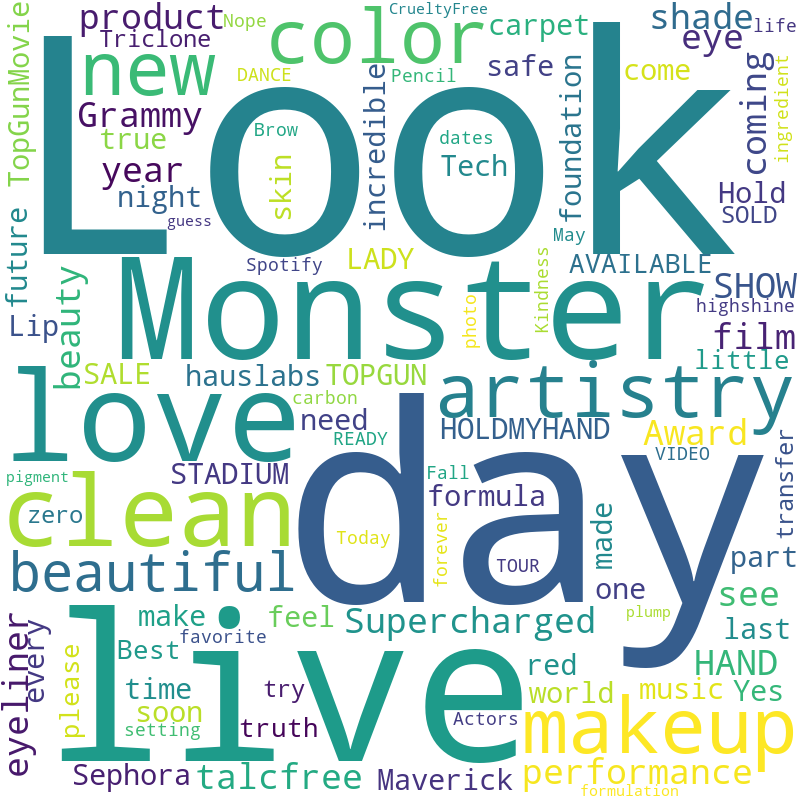 TopGunMovie
product
Nope
CrueltyFree
shade
life
Triclone
new
color
carpet
eye
DANCE
Pencil
safe
come
Look
Grammy
incredible
foundation
coming
ingredient
true
Brow
dates
year
skin
Tech
night
Hold
guess
SOLD
future
May
beauty
Spotify
LADY
Kindness
AVAILABLE
Monster
SHOW
highshine
Lip
photo
film
little
love
SALE
hauslabs
TOPGUN
artistry
carbon
need
HOLDMYHAND
Award
READY
transfer
VIDEO
clean
STADIUM
Fall
day
pigment
formula
zero
made
Today
forever
part
beautiful
TOUR
one
see
plump
eyeliner
every
make
feel
Supercharged
last
live
favorite
Best
please
red
HAND
time
try
world
music
Yes
soon
truth
Actors
makeup
setting
Sephora
talcfree
Maverick
performance
formulation